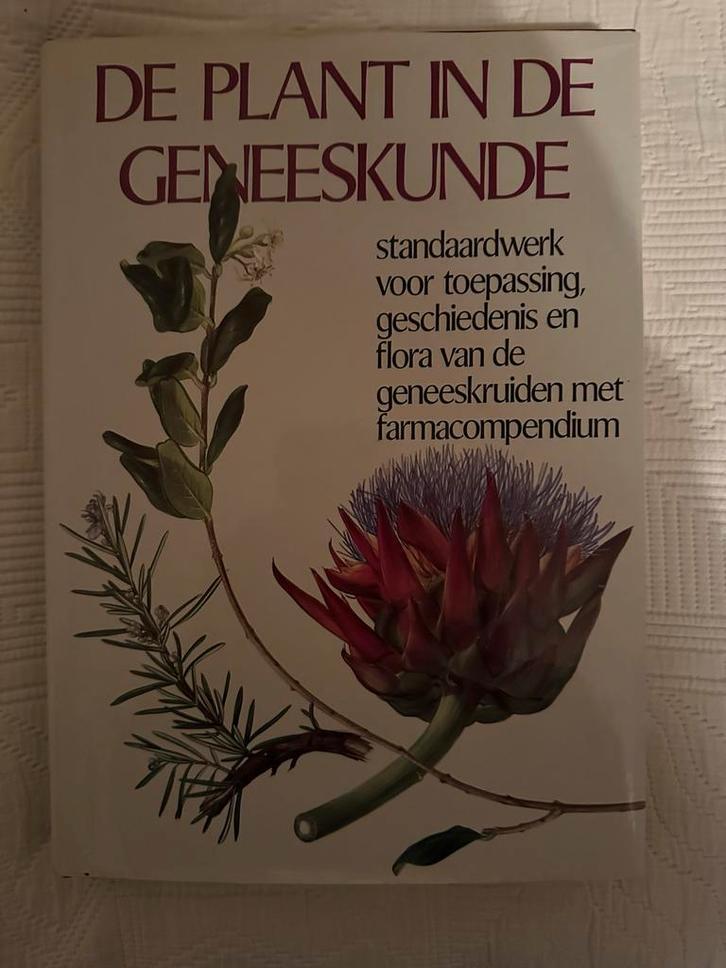 DE PLANT IN DE
GENEESKUNDE
standaardwerk
voor toepassing,
geschiedenis en
flora van de
geneeskruiden met
farmacompendium